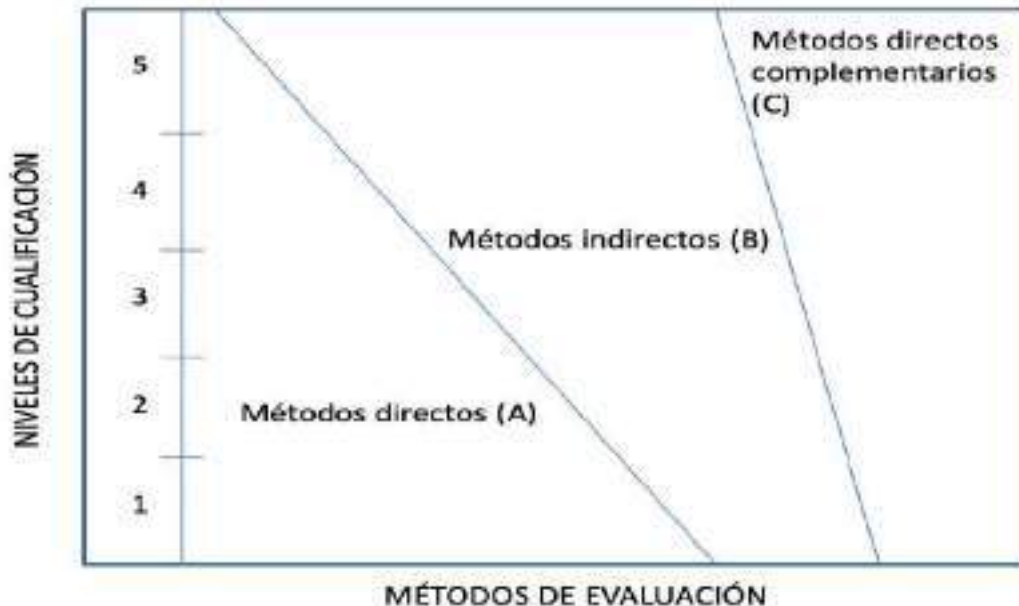 Métodos directos
complementarios
(C)
5
4
Métodos indirectos (B)
3
2
Métodos directos (A)
1
NIVELES DE CUALIFICACIÓN
MÉTODOS DE EVALUACIÓN